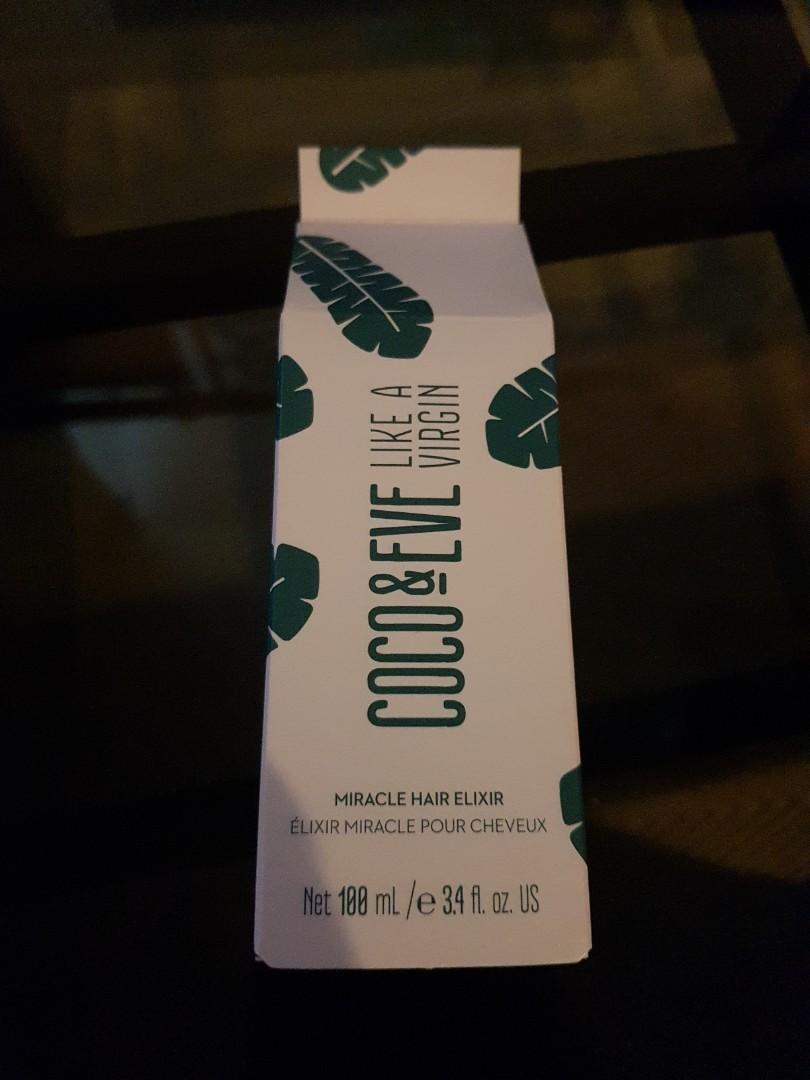 COCO & EVE LIKE A
VIRGIN
MIRACLE HAIR ELIXIR
ÉLIXIR MIRACLE POUR CHEVEUX
Net 100 mL / e 3.4 fl. oz. US